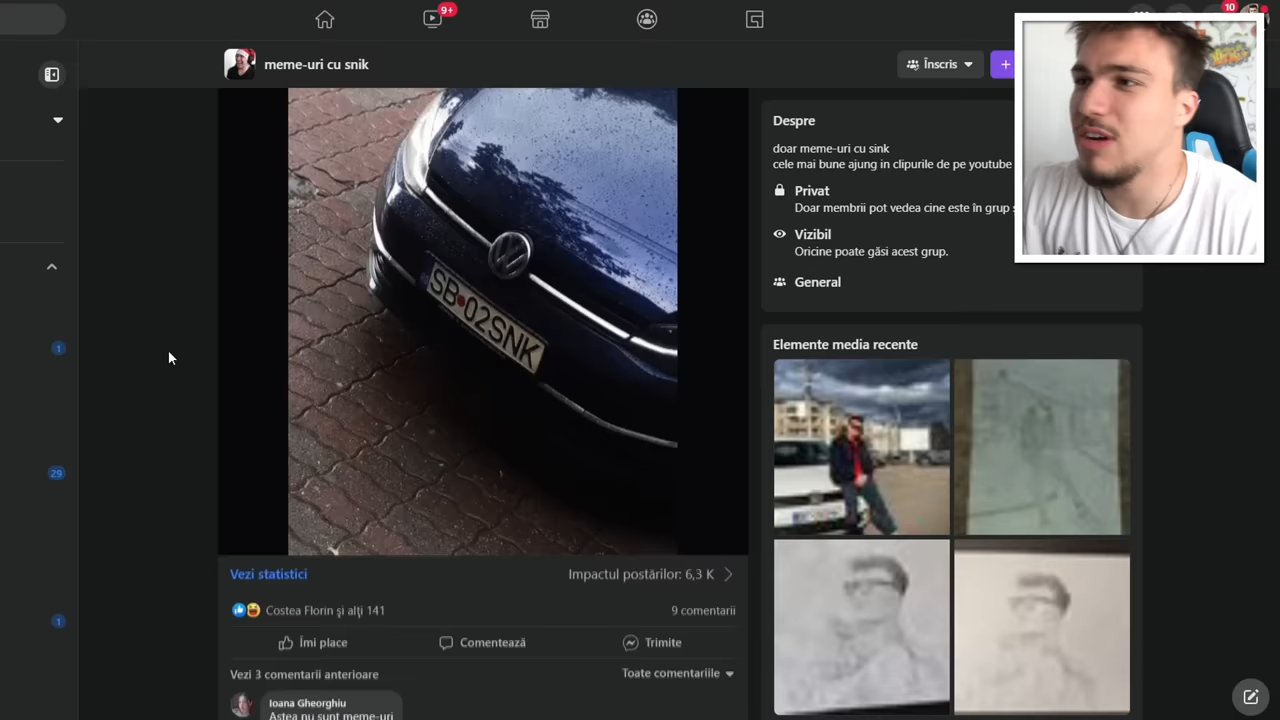 9+
10
meme-uri cu snik
Înscris
+
Despre
doar meme-uri cu sink
cele mai bune ajung in clipurile de pe youtube
Privat
Doar membrii pot vedea cine este în grup
Vizibil
Oricine poate găsi acest grup.
General
Elemente media recente
SB 02SNK
1
29
1
Vezi statistici
Impactul postărilor: 6,3 K
Costea Florin și alți 141
9 comentarii
Îmi place
Comentează
Trimite
Vezi 3 comentarii anterioare
Toate comentariile
Ioana Gheorghiu
Astea nu sunt meme-uri